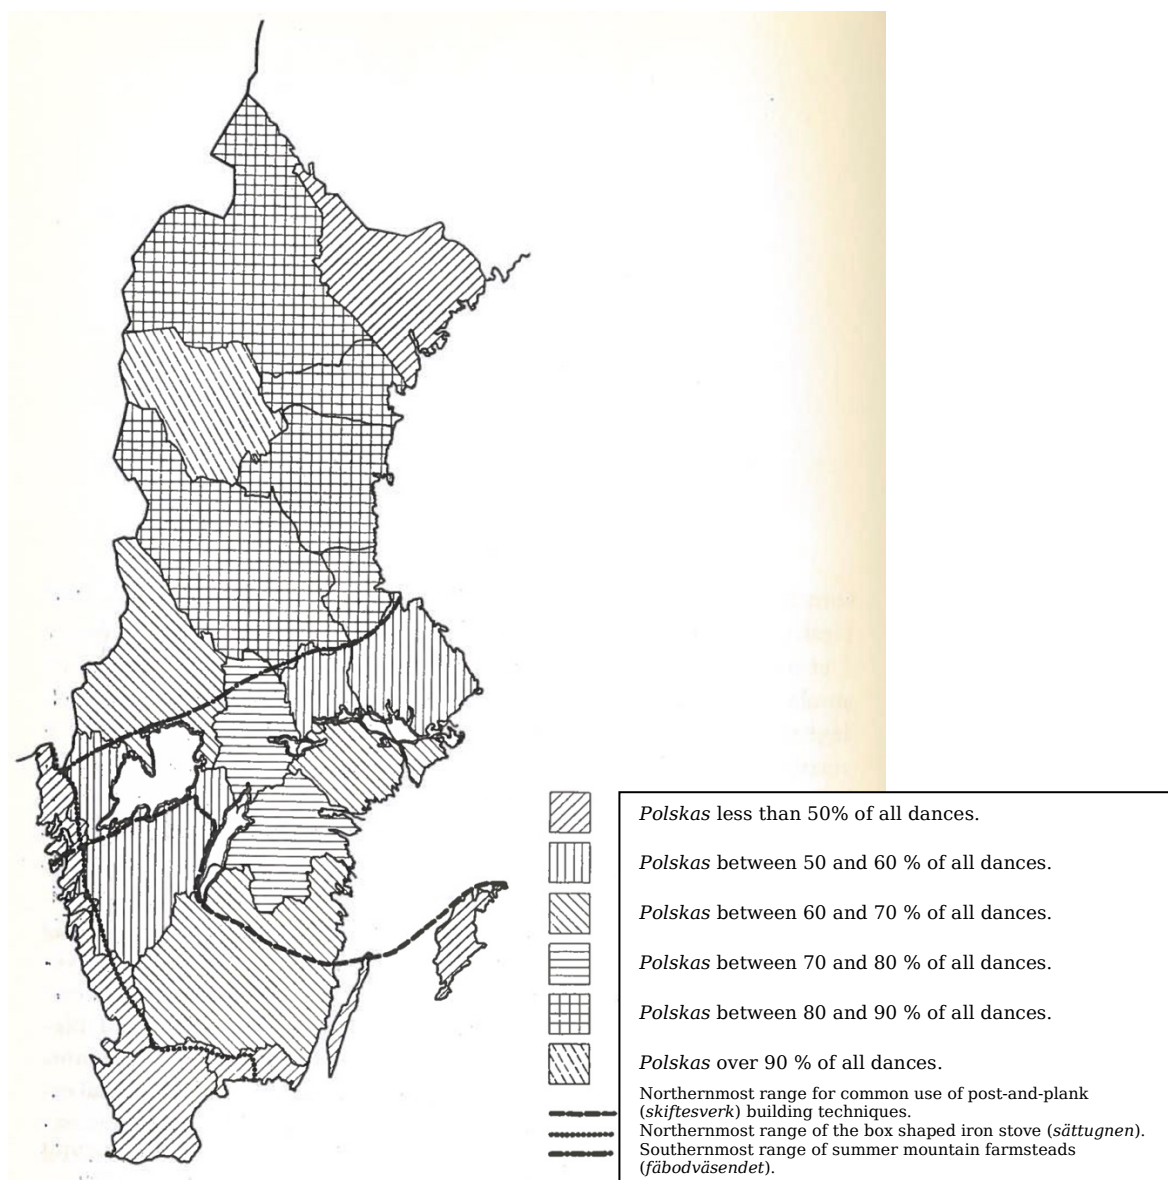 Polskas less than 50% of all dances.
Polskas between 50 and 60 % of all dances.
Polskas between 60 and 70 % of all dances.
Polskas between 70 and 80 % of all dances.
Polskas between 80 and 90 % of all dances.
Polskas over 90 % of all dances.
Northernmost range for common use of post-and-plank
(skiftesverk) building techniques.
Northernmost range of the box shaped iron stove (sättugnen).
Southernmost range of summer mountain farmsteads
(fäbodväsendet).